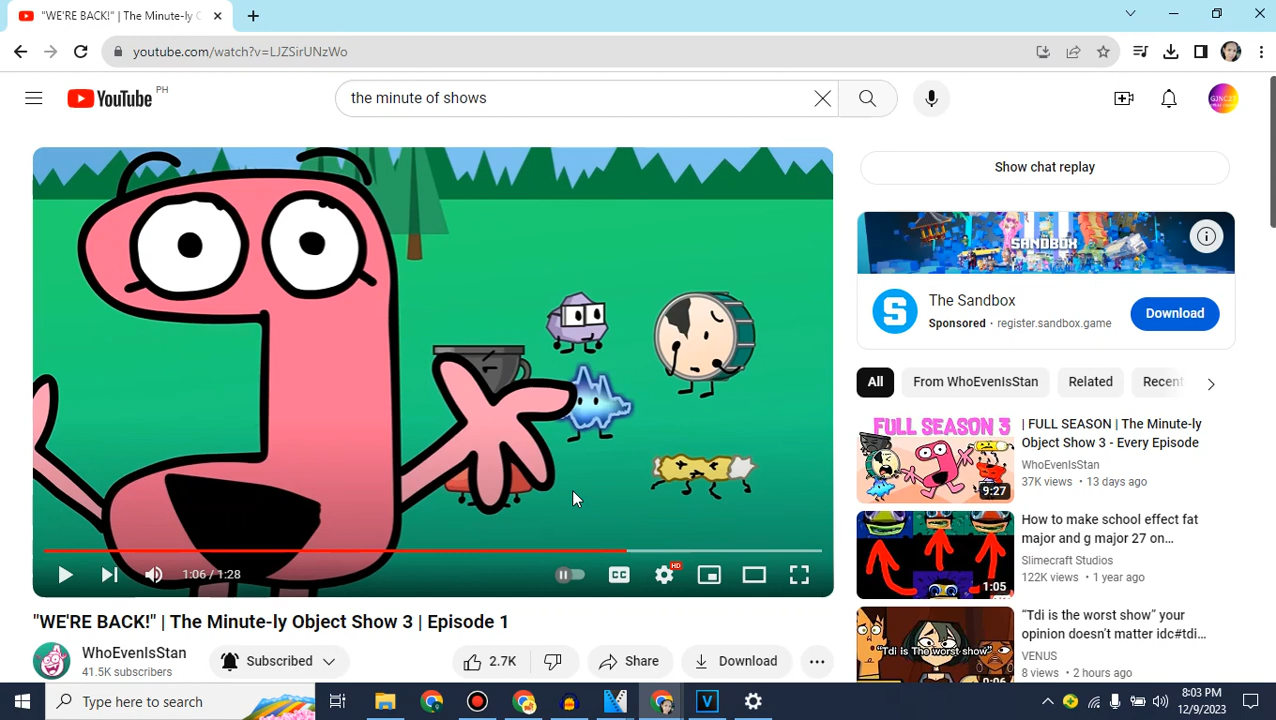 "WE'RE BACK!" | The Minute-ly O
youtube.com/watch?v=LJZSirUNzWo
YouTube PH
the minute of shows
GJNCZT
Show chat replay
SANDBOX
The Sandbox
Sponsored • register.sandbox.game
Download
All
From WhoEvenIsStan
Related
Recent
FULL SEASON 3
9:27
| FULL SEASON | The Minute-ly
Object Show 3 - Every Episode
WhoEvenIsStan
37K views • 13 days ago
1:05
How to make school effect fat
major and g major 27 on...
Slimecraft Studios
122K views • 1 year ago
"Tdi is The worst show"
0:06
"Tdi is the worst show" your
opinion doesn't matter idc#tdi...
VENUS
8 views • 2 hours ago
1:06 / 1:28
CC
HD
"WE'RE BACK!" | The Minute-ly Object Show 3 | Episode 1
WhoEvenIsStan
41.5K subscribers
Subscribed
2.7K
Share
Download
Type here to search
8:03 PM
12/9/2023